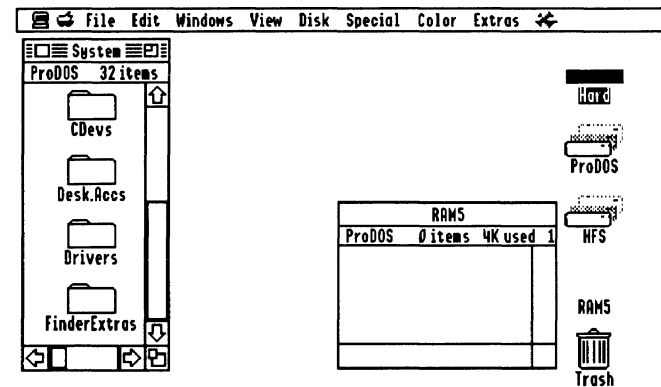 File Edit Windows View Disk Special Color Extras
System
ProDOS 32 items
CDevs
Desk.Accs
Drivers
FinderExtras
RAM5
ProDOS 0 items 4K used 1
Hard
ProDOS
HFS
RAM5
Trash